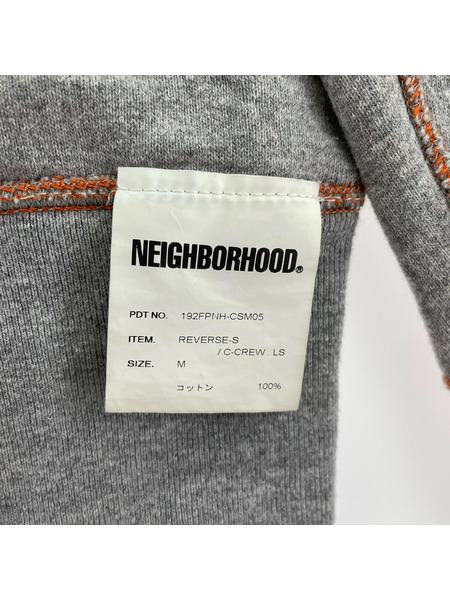 NEIGHBORHOOD®
PDT NO. 192FPNH-CSM05
ITEM. REVERSE-S
/ C-CREW . LS
SIZE. M
コットン 100%